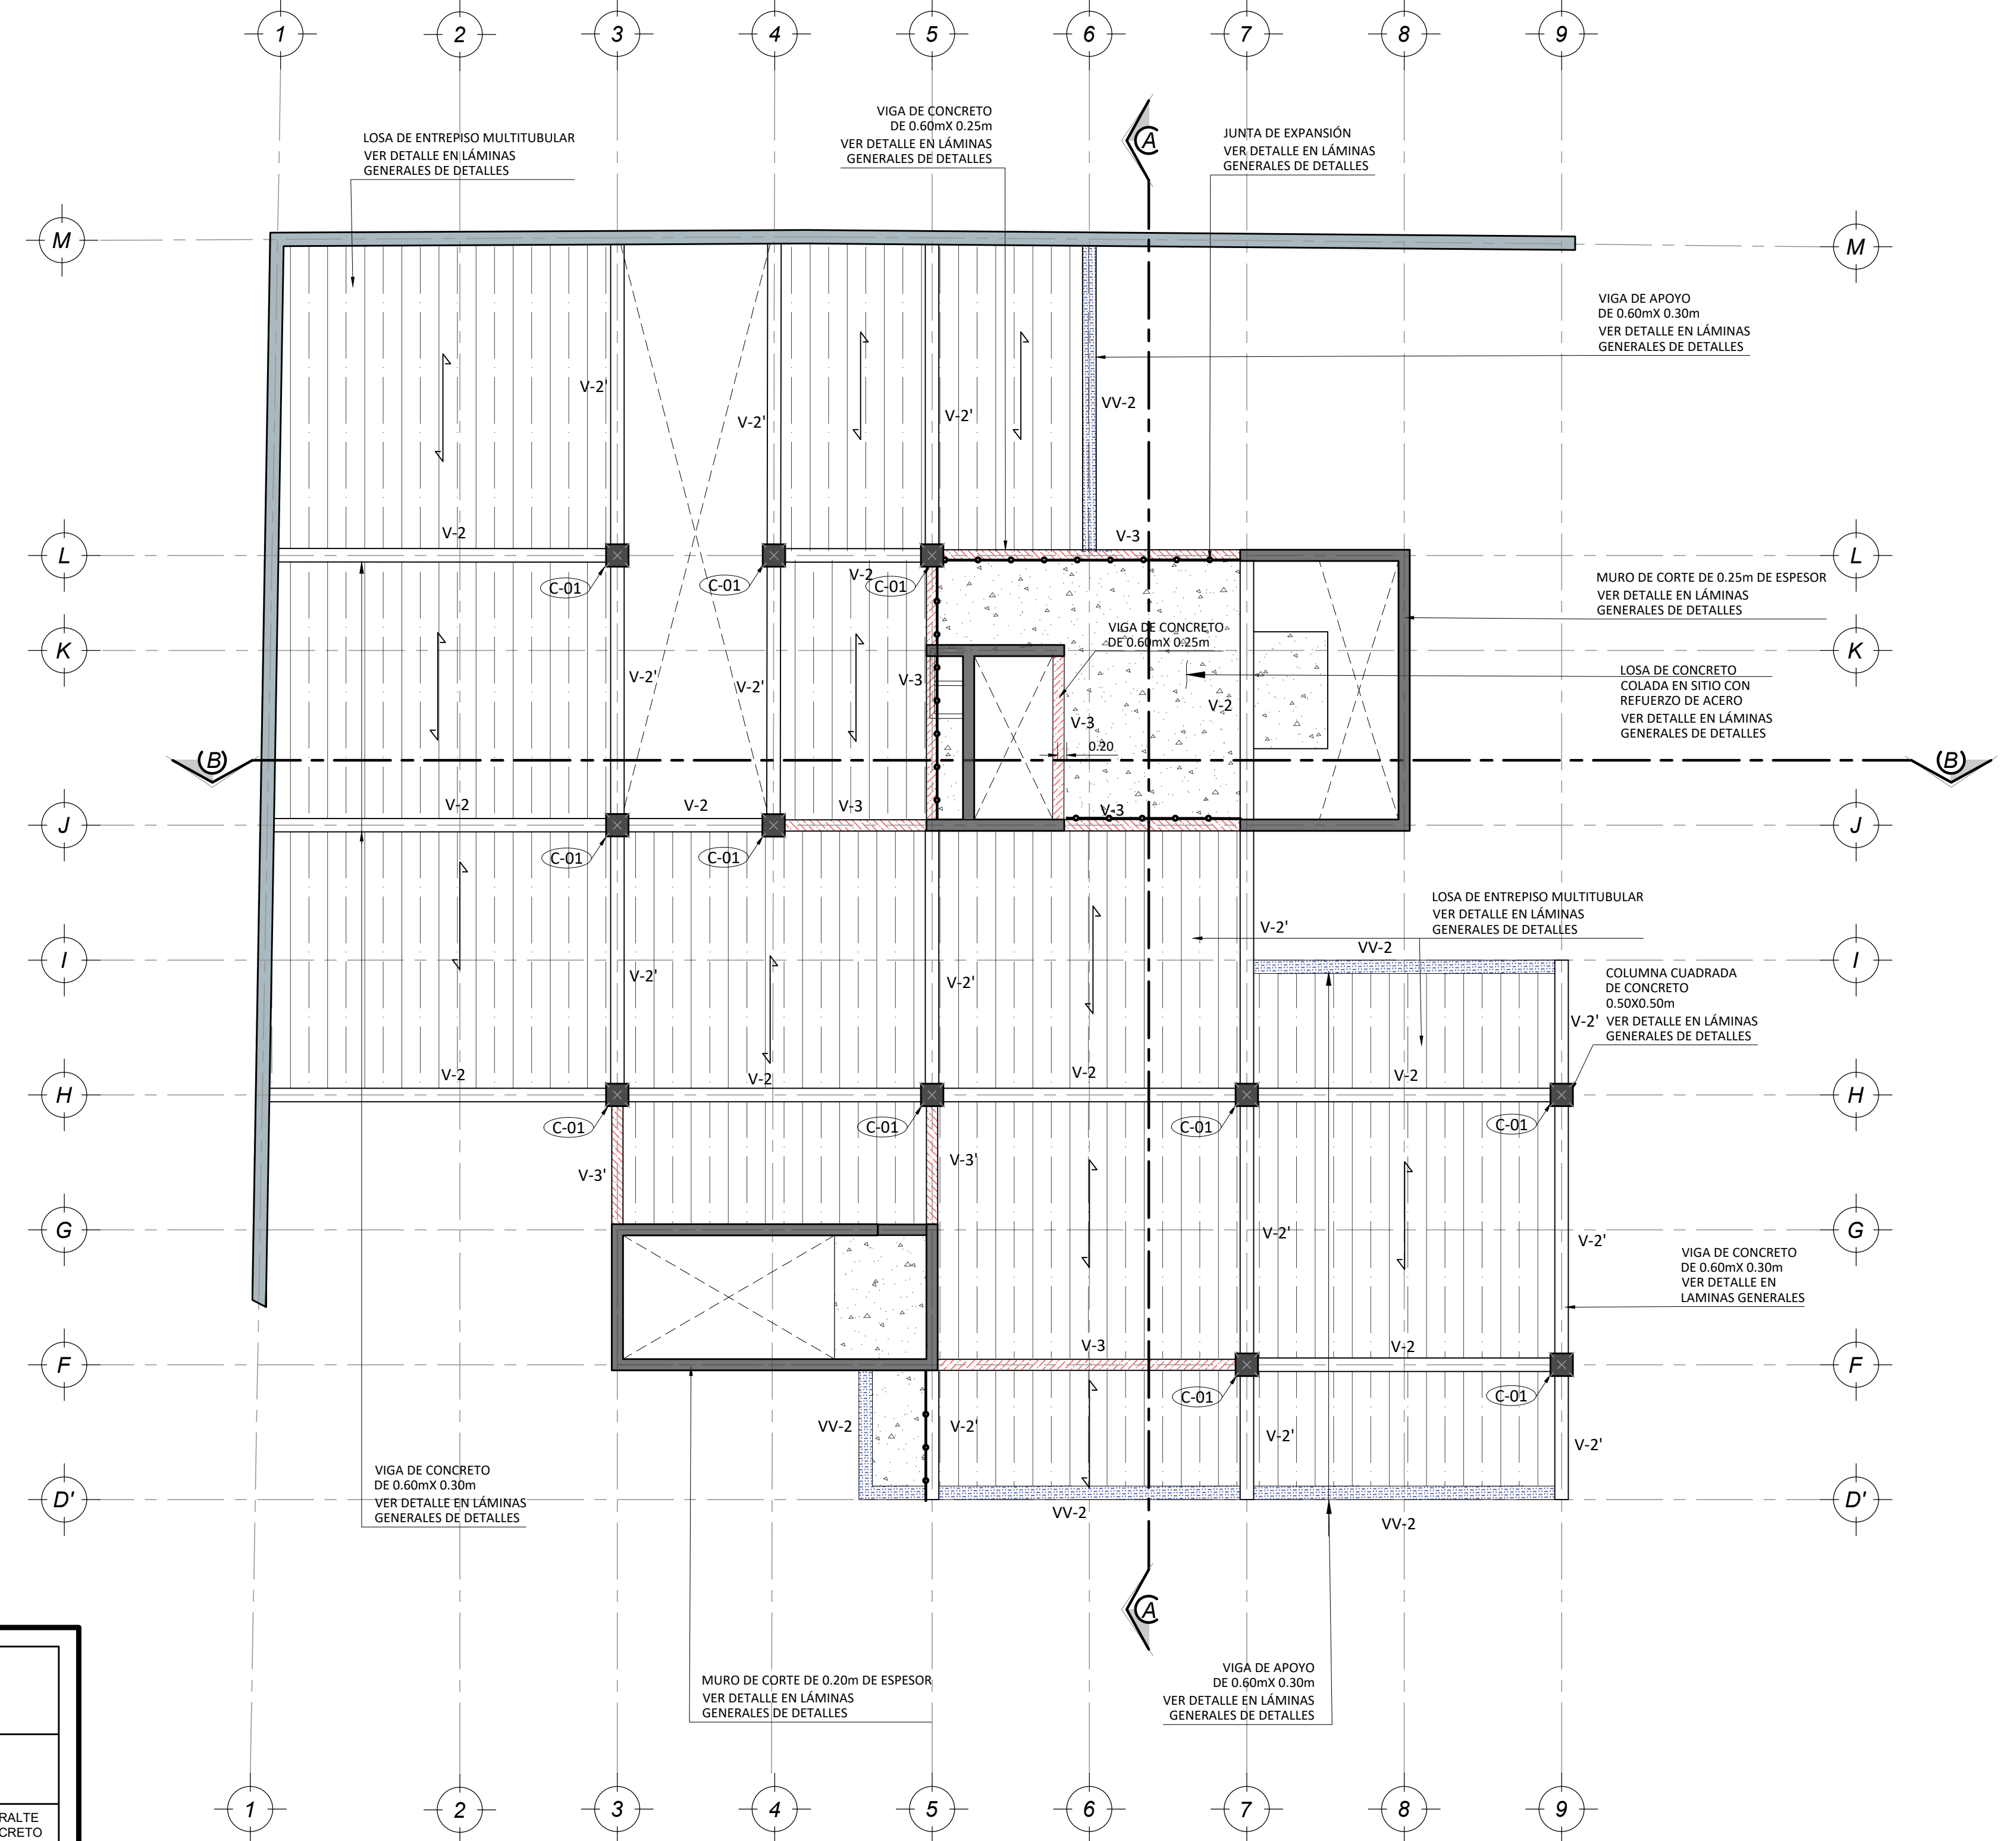 1 2 3 4 5 6 7 8 9
VIGA DE CONCRETO
DE 0.60mX 0.25m
VER DETALLE EN LÁMINAS
GENERALES DE DETALLES
LOSA DE ENTREPISO MULTITUBULAR
VER DETALLE EN LÁMINAS
GENERALES DE DETALLES
JUNTA DE EXPANSIÓN
VER DETALLE EN LÁMINAS
GENERALES DE DETALLES
A
M
M
VIGA DE APOYO
DE 0.60mX 0.30m
VER DETALLE EN LÁMINAS
GENERALES DE DETALLES
V-2'
V-2'
V-2'
VV-2
V-2
V-3
L
L
V-2
C-01
C-01
C-01
MURO DE CORTE DE 0.25m DE ESPESOR
VER DETALLE EN LÁMINAS
GENERALES DE DETALLES
VIGA DE CONCRETO
DE 0.60mX 0.25m
K
K
LOSA DE CONCRETO
COLADA EN SITIO CON
REFUERZO DE ACERO
VER DETALLE EN LÁMINAS
GENERALES DE DETALLES
V-2'
V-2'
V-3
V-2
V-3
0.20
B
B
V-2
V-2
V-3
V-3
J
J
C-01
C-01
LOSA DE ENTREPISO MULTITUBULAR
VER DETALLE EN LÁMINAS
GENERALES DE DETALLES
V-2'
VV-2
I
I
V-2'
V-2'
COLUMNA CUADRADA
DE CONCRETO
0.50X0.50m
VER DETALLE EN LÁMINAS
GENERALES DE DETALLES
V-2'
V-2
V-2
V-2
V-2
H
H
C-01
C-01
C-01
C-01
V-3'
V-3'
G
G
V-2'
V-2'
VIGA DE CONCRETO
DE 0.60mX 0.30m
VER DETALLE EN
LAMINAS GENERALES
V-3
V-2
F
F
C-01
C-01
VV-2
V-2'
V-2'
V-2'
VIGA DE CONCRETO
DE 0.60mX 0.30m
VER DETALLE EN LÁMINAS
GENERALES DE DETALLES
D'
D'
VV-2
VV-2
A
MURO DE CORTE DE 0.20m DE ESPESOR
VER DETALLE EN LÁMINAS
GENERALES DE DETALLES
VIGA DE APOYO
DE 0.60mX 0.30m
VER DETALLE EN LÁMINAS
GENERALES DE DETALLES
1 2 3 4 5 6 7 8 9
RALTE
CRETO